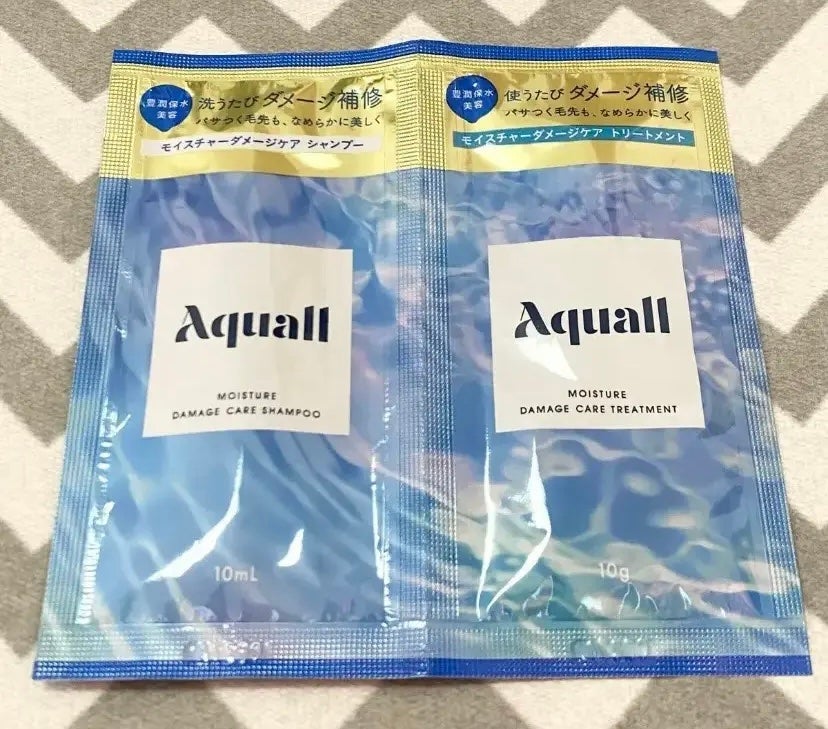 豊潤保水
美容
洗うたび ダメージ補修
パサつく毛先も、なめらかに美しく
モイスチャーダメージケア シャンプー
Aquall
MOISTURE
DAMAGE CARE SHAMPOO
10mL
豊潤保水
美容
使うたび ダメージ補修
パサつく毛先も、なめらかに美しく
モイスチャーダメージケア トリートメント
Aquall
MOISTURE
DAMAGE CARE TREATMENT
10g